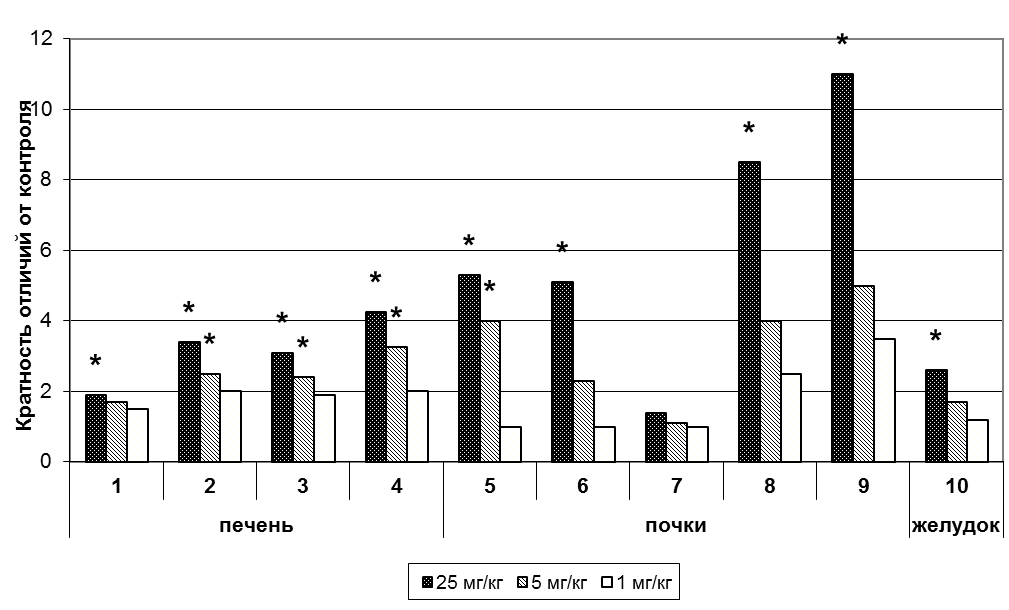 Кратность отличий от контроля
12
10
8
6
4
2
0
* * * * * * * * * * * * *
1 2 3 4 5 6 7 8 9 10
печень почки желудок
25 мг/кг 5 мг/кг 1 мг/кг